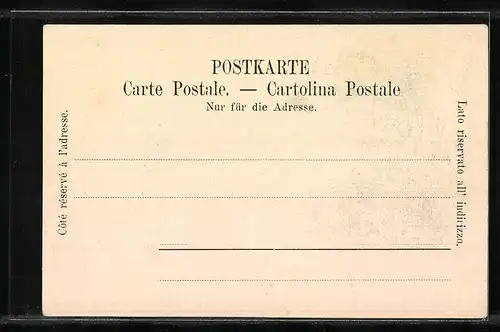 POSTKARTE
Carte Postale. — Cartolina Postale
Nur für die Adresse.
Côté réservé à l'adresse.
Lato riservato all' indirizzo.